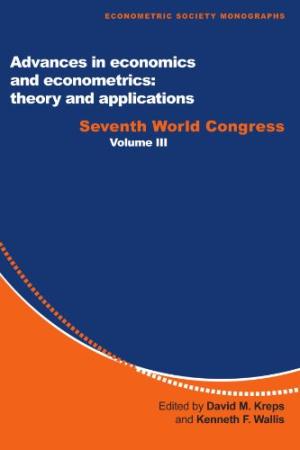 ECONOMETRIC SOCIETY MONOGRAPHS
Advances in economics
and econometrics:
theory and applications
Seventh World Congress
Volume III
Edited by David M. Kreps
and Kenneth F. Wallis